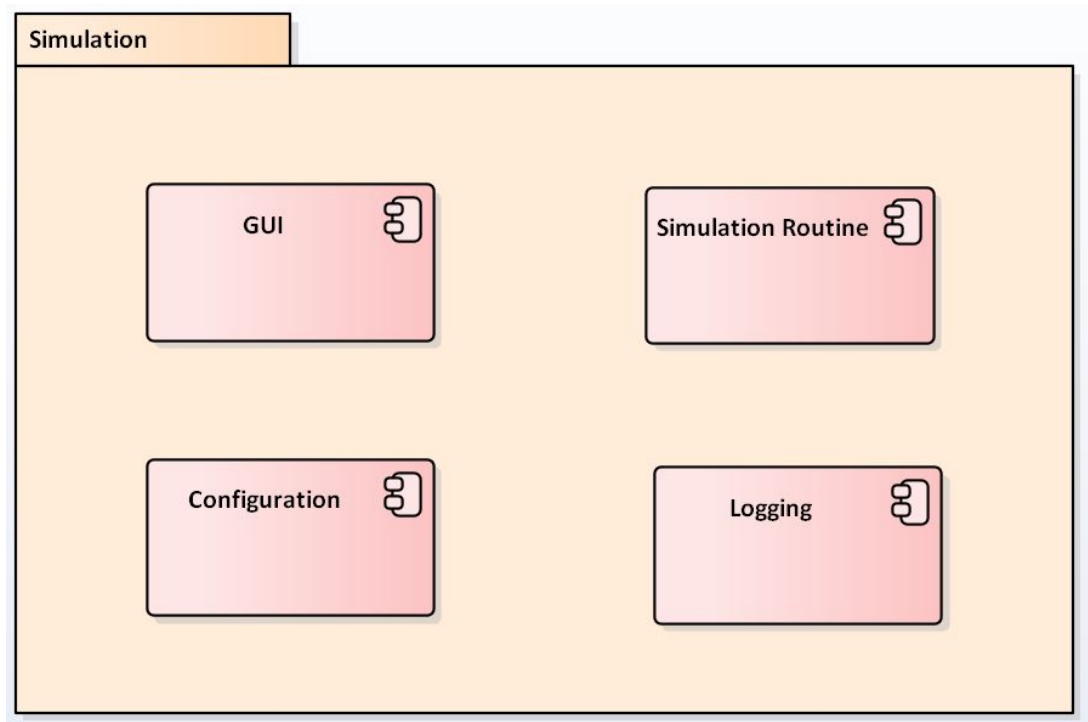 Simulation
GUI
Simulation Routine
Configuration
Logging